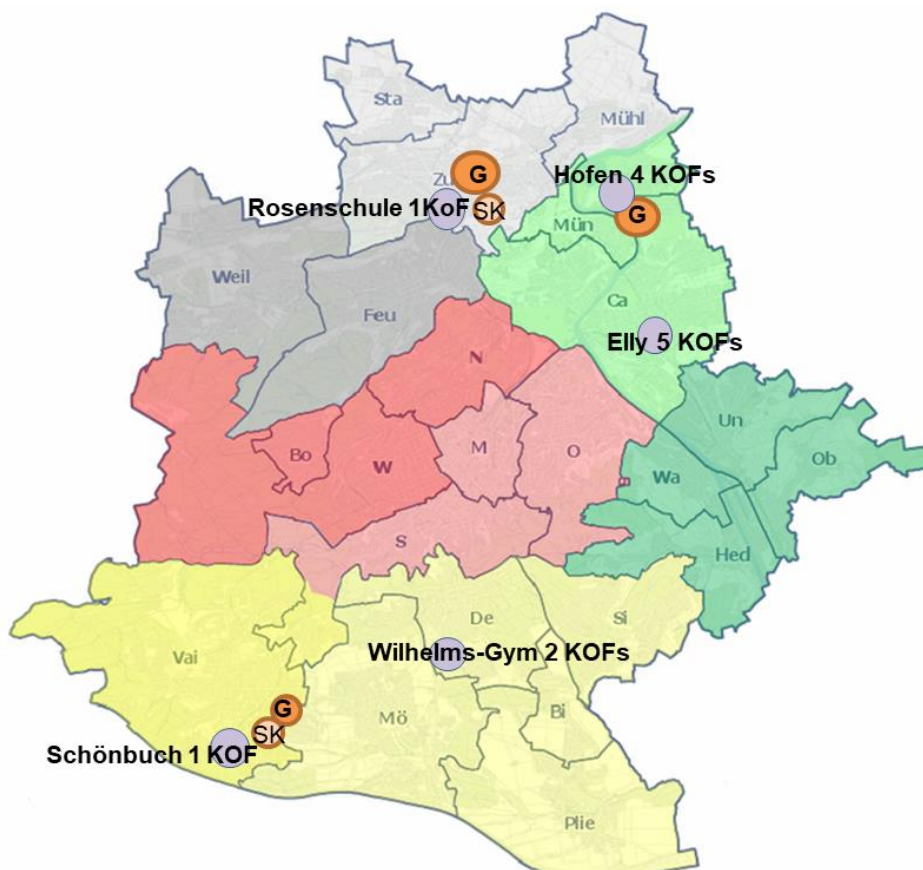 Sta
Mühl
G
Zu
Hofen 4 KOFs
Rosenschule 1KoF
SK
G
Mün
Weil
Feu
Ca
Elly 5 KOFs
N
Un
Bo
W
M
O
Ob
Wa
S
Hed
De
Si
Vai
Wilhelms-Gym 2 KOFs
G
Mö
Bi
SK
Schönbuch 1 KOF
Plie